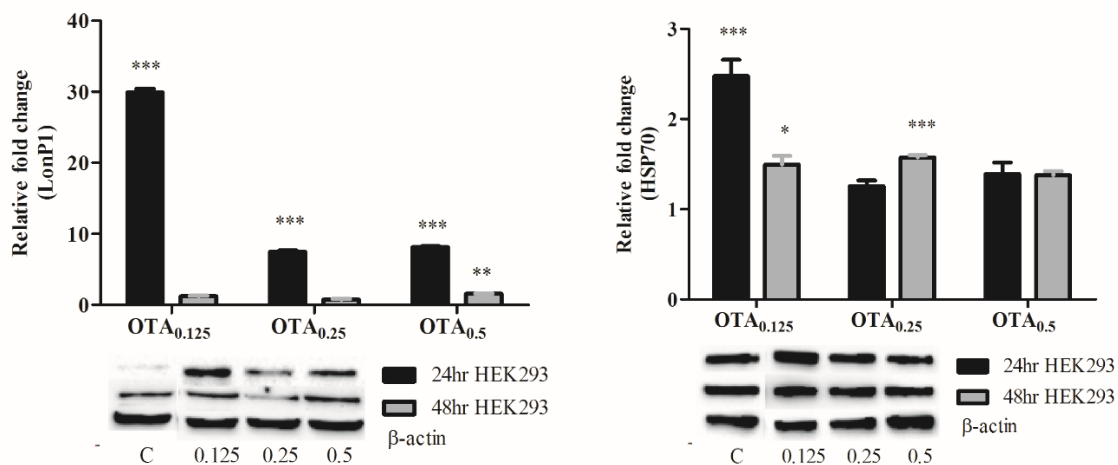 Relative fold change
(LonP1)
40
30
20
10
0
***
***
***
**
OTA0.125
OTA0.25
OTA0.5
24hr HEK293
48hr HEK293
β-actin
C 0.125 0.25 0.5
Relative fold change
(HSP70)
3
2
1
0
***
*
***
OTA0.125
OTA0.25
OTA0.5
24hr HEK293
48hr HEK293
β-actin
C 0.125 0.25 0.5